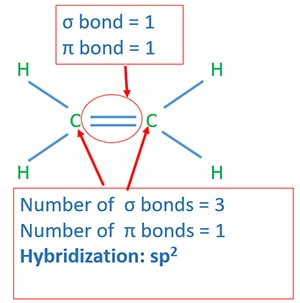 σ bond = 1
π bond = 1
H H
C C
H H
Number of σ bonds = 3
Number of π bonds = 1
Hybridization: sp²